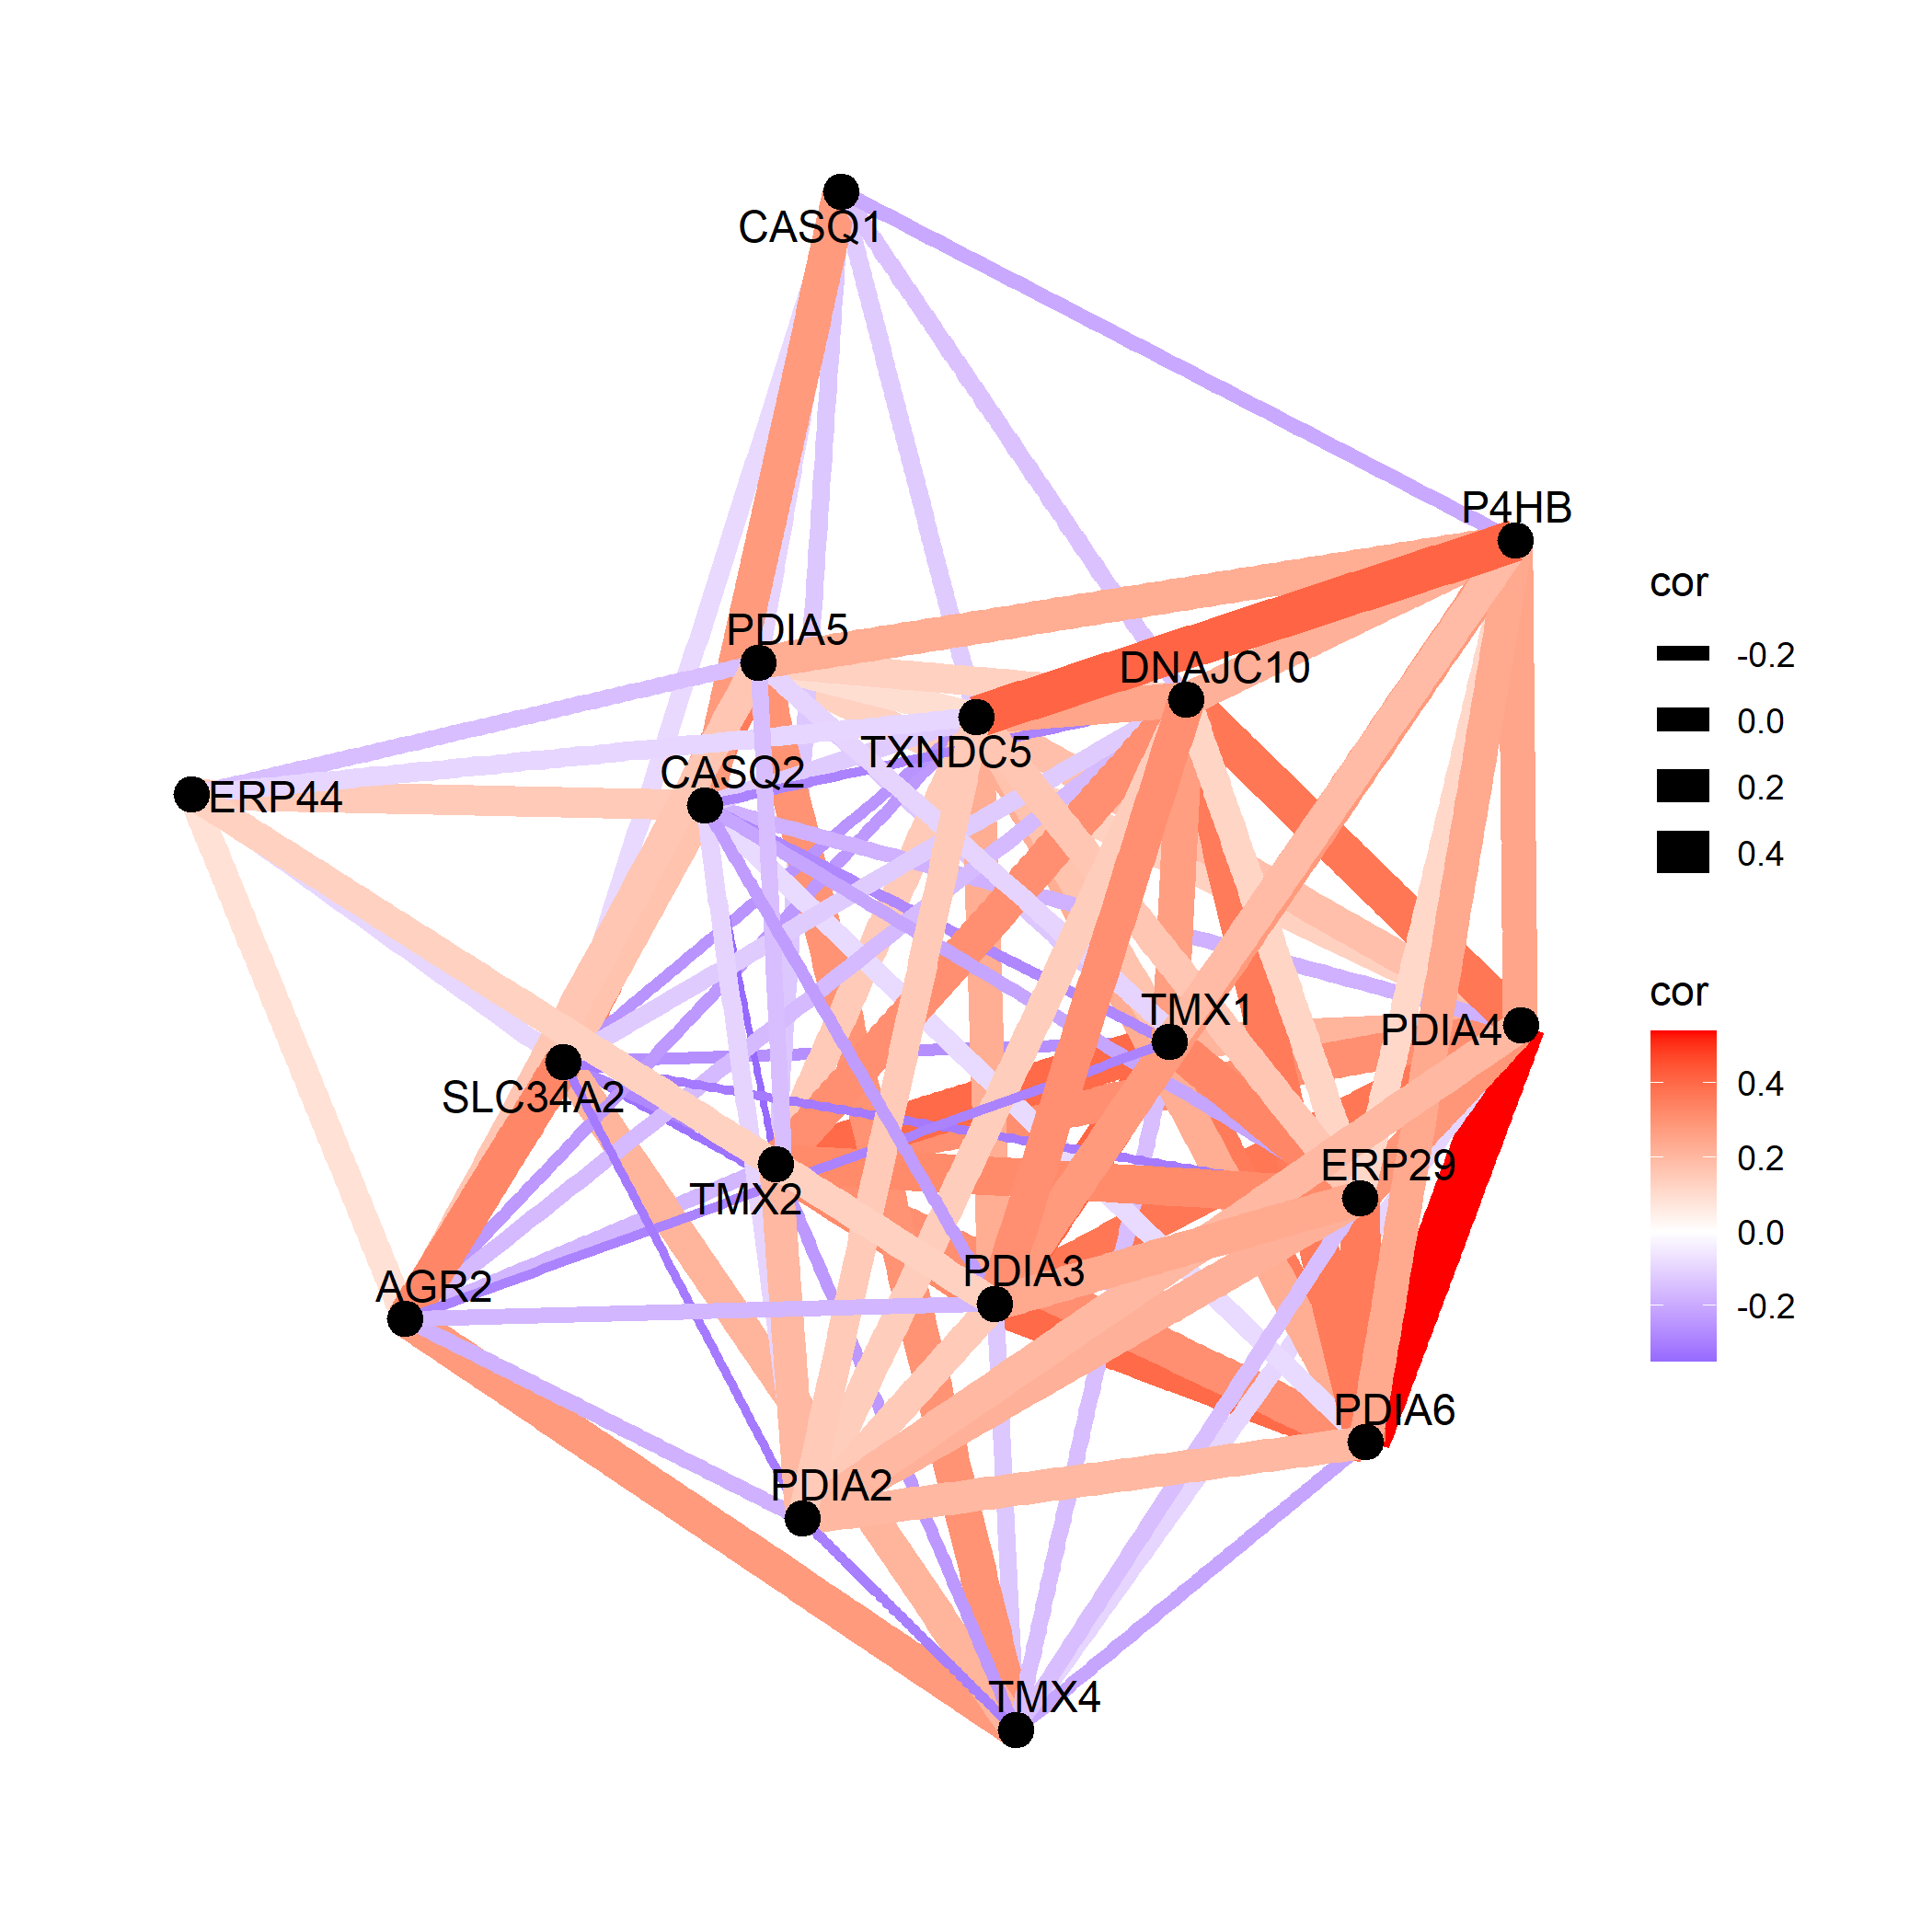 CASQ1
P4HB
cor
-0.2
0.0
0.2
0.4
PDIA5
DNAJC10
TXNDC5
CASQ2
ERP44
cor
0.4
0.2
0.0
-0.2
TMX1
PDIA4
SLC34A2
ERP29
TMX2
PDIA3
AGR2
PDIA6
PDIA2
TMX4